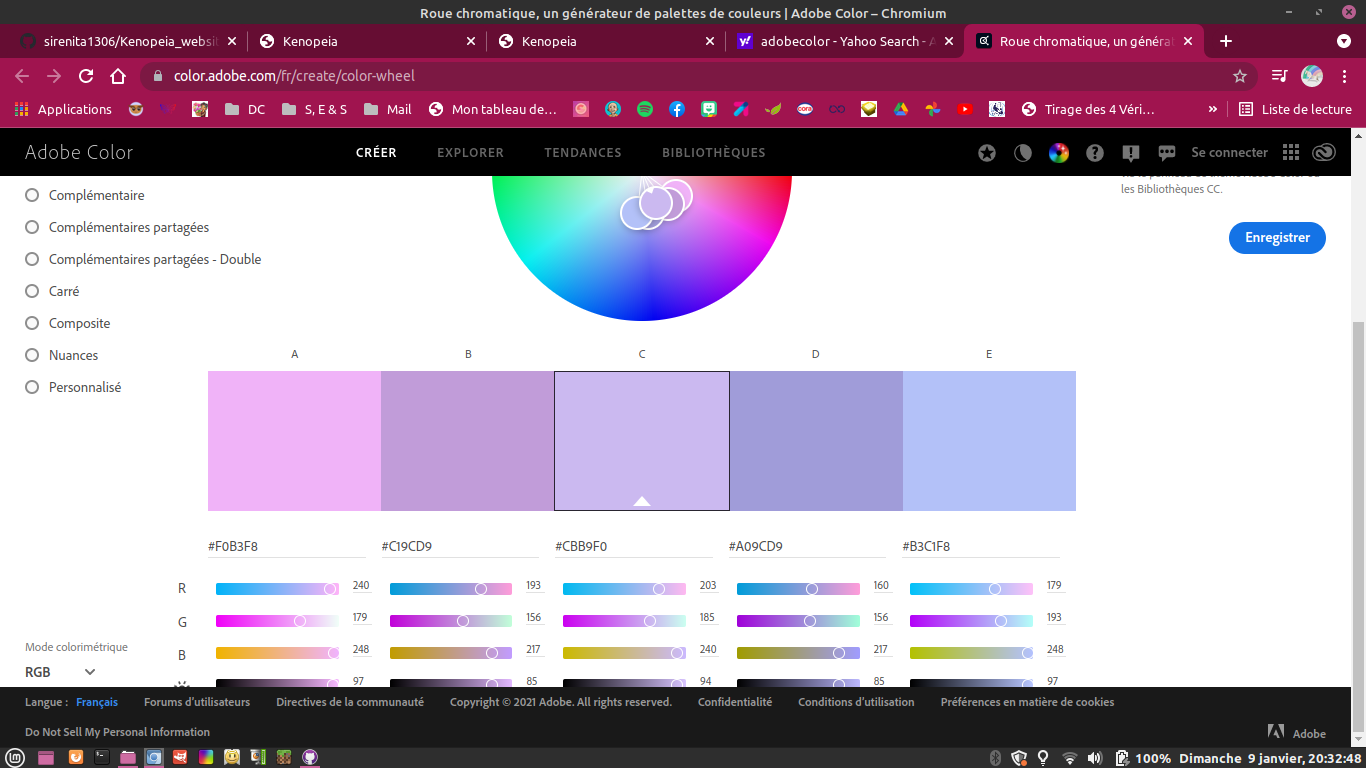 Roue chromatique, un générateur de palettes de couleurs | Adobe Color – Chromium
sirenita1306/Kenopeia_websi
Kenopeia
Kenopeia
adobecolor - Yahoo Search - A
Roue chromatique, un générat
color.adobe.com/fr/create/color-wheel
Applications
DC
S, E & S
Mail
Mon tableau de…
Tirage des 4 Véri…
»
Liste de lecture
Adobe Color
CRÉER
EXPLORER
TENDANCES
BIBLIOTHÈQUES
Se connecter
les Bibliothèques CC.
Enregistrer
Complémentaire
Complémentaires partagées
Complémentaires partagées - Double
Carré
Composite
Nuances
Personnalisé
A B C D E
#F0B3F8 #C19CD9 #CBB9F0 #A09CD9 #B3C1F8
R 240 193 203 160 179
G 179 156 185 156 193
B 248 217 240 217 248
97 85 94 85 97
Mode colorimétrique
RGB
Langue : Français Forums d'utilisateurs Directives de la communauté Copyright © 2021 Adobe. All rights reserved. Confidentialité Conditions d'utilisation Préférences en matière de cookies
Do Not Sell My Personal Information
Adobe
100% Dimanche 9 janvier, 20:32:48